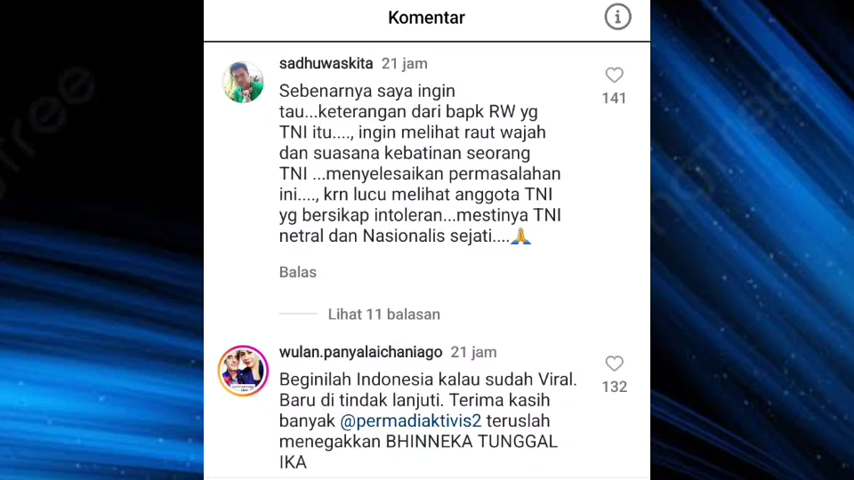 Komentar
sadhuwaskita 21 jam
Sebenarnya saya ingin
tau...keterangan dari bapk RW yg
TNI itu...., ingin melihat raut wajah
dan suasana kebatinan seorang
TNI ...menyelesaikan permasalahan
ini...., krn lucu melihat anggota TNI
yg bersikap intoleran...mestinya TNI
netral dan Nasionalis sejati....🙏
141
Balas
Lihat 11 balasan
wulan.panyalaichaniago 21 jam
Beginilah Indonesia kalau sudah Viral.
Baru di tindak lanjuti. Terima kasih
banyak @permadiaktivis2 teruslah
menegakkan BHINNEKA TUNGGAL
IKA
132